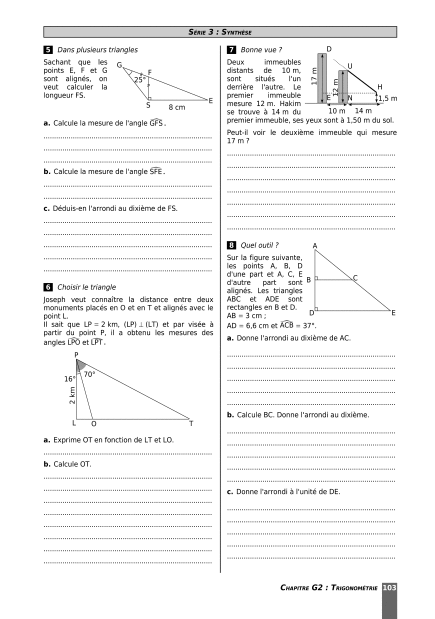 SÉRIE 3 : SYNTHÈSE
5 Dans plusieurs triangles
Sachant que les
points E, F et G
sont alignés, on
veut calculer la
longueur FS.
G
F
25°
S
8 cm
E
a. Calcule la mesure de l'angle GFS.
b. Calcule la mesure de l'angle SFE.
c. Déduis-en l'arrondi au dixième de FS.
6 Choisir le triangle
Joseph veut connaître la distance entre deux
monuments placés en O et en T et alignés avec le
point L.
Il sait que LP = 2 km, (LP) ⊥ (LT) et par visée à
partir du point P, il a obtenu les mesures des
angles LPO et LPT.
P
16°
70°
2 km
L
O
T
a. Exprime OT en fonction de LT et LO.
b. Calcule OT.
7 Bonne vue ?
Deux immeubles
distants de 10 m,
sont situés l'un
derrière l'autre. Le
premier immeuble
mesure 12 m. Hakim
se trouve à 14 m du
premier immeuble, ses yeux sont à 1,50 m du sol.
D
U
17 m
12 m
H
E
N
1,5 m
10 m
14 m
Peut-il voir le deuxième immeuble qui mesure
17 m ?
8 Quel outil ?
Sur la figure suivante,
les points A, B, D
d'une part et A, C, E
d'autre part sont
alignés. Les triangles
ABC et ADE sont
rectangles en B et D.
AB = 3 cm ;
AD = 6,6 cm et ACB = 37°.
A
B
C
D
E
a. Donne l'arrondi au dixième de AC.
b. Calcule BC. Donne l'arrondi au dixième.
c. Donne l'arrondi à l'unité de DE.
CHAPITRE G2 : TRIGONOMÉTRIE 103